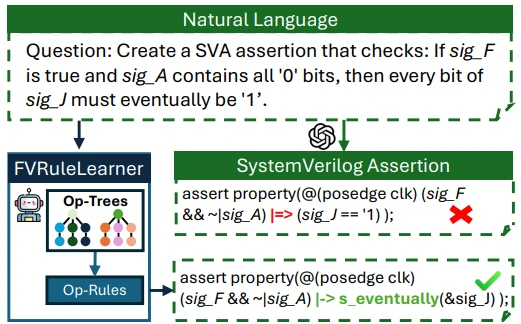 Natural Language
Question: Create a SVA assertion that checks: If sig_F
is true and sig_A contains all '0' bits, then every bit of
sig_J must eventually be '1’.
FVRuleLearner
Op-Trees
Op-Rules
SystemVerilog Assertion
assert property(@(posedge clk) (sig_F
&& ~|sig_A) |=> (sig_J == '1) );
assert property(@(posedge clk)
(sig_F && ~|sig_A) |-> s_eventually(&sig_J) );